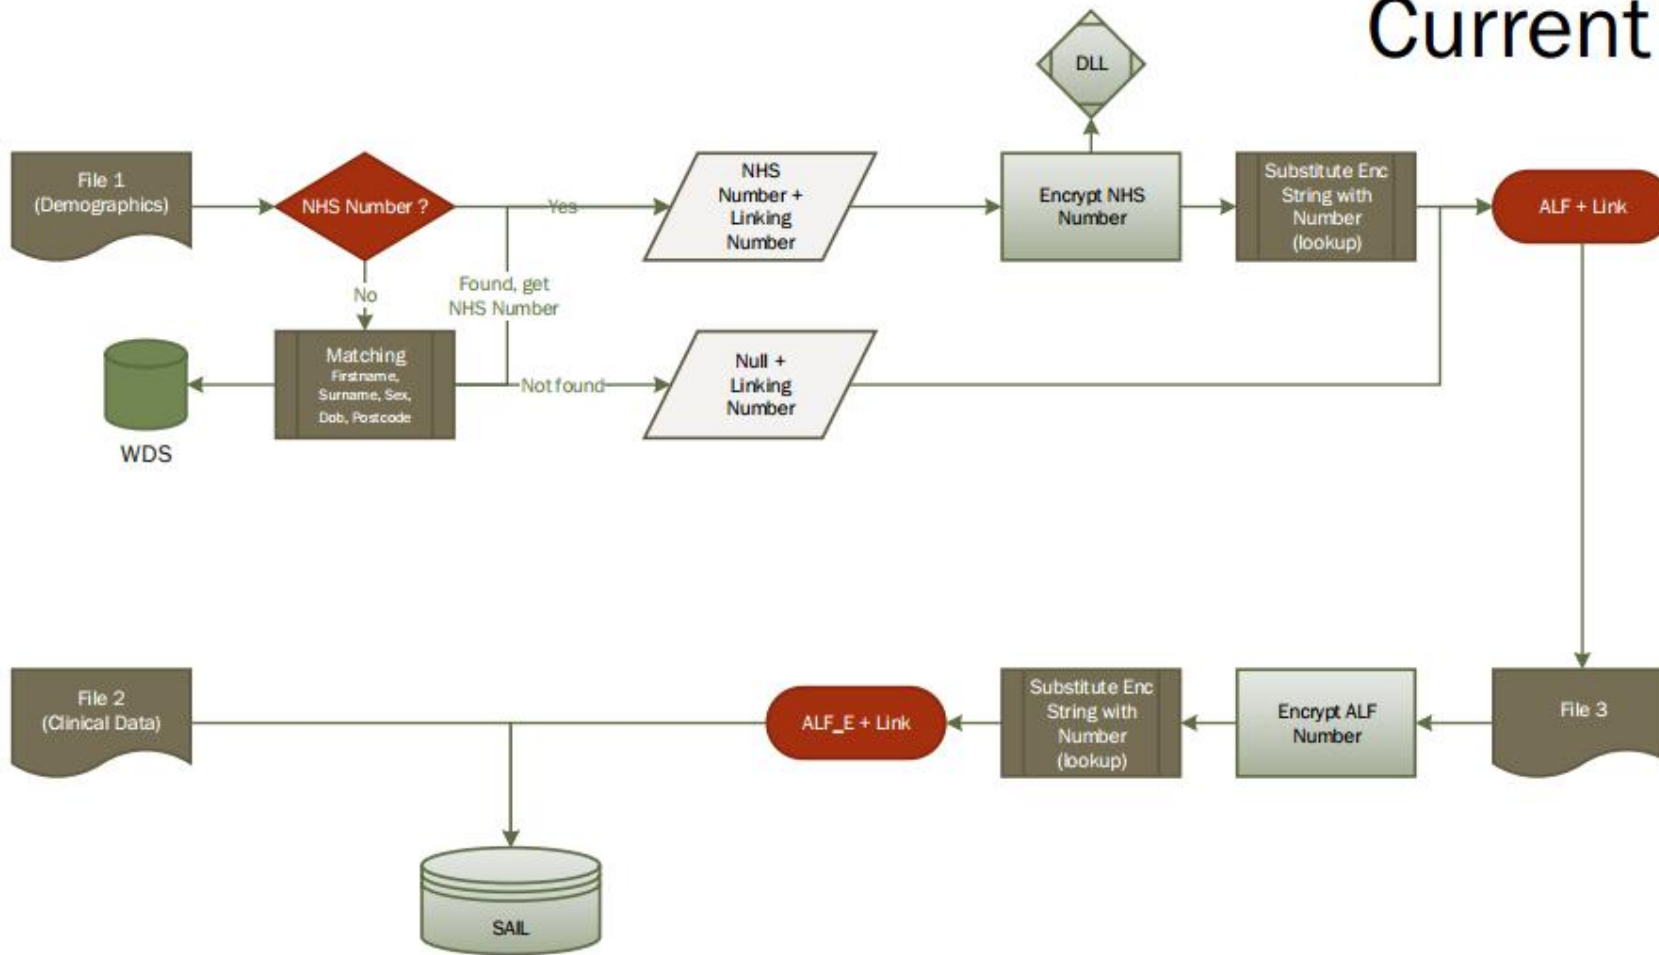 Current
DLL
File 1
(Demographics)
NHS Number ?
Yes
NHS
Number +
Linking
Number
Encrypt NHS
Number
Substitute Enc
String with
Number
(lookup)
ALF + Link
No
Found, get
NHS Number
Matching
Firstname,
Surname, Sex,
Dob, Postcode
WDS
Not found
Null +
Linking
Number
File 2
(Clinical Data)
ALF_E + Link
Substitute Enc
String with
Number
(lookup)
Encrypt ALF
Number
File 3
SAIL